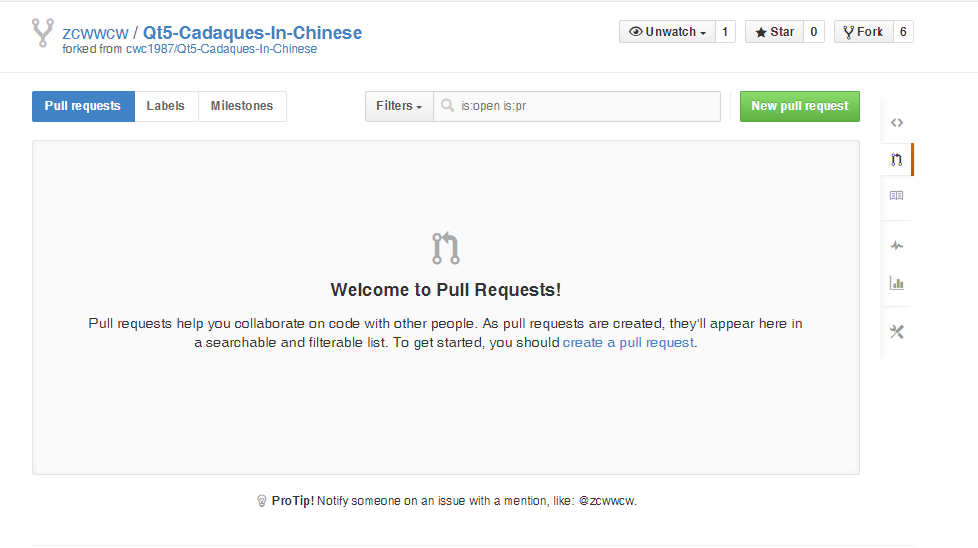 zcwwcw / Qt5-Cadaques-In-Chinese
forked from cwc1987/Qt5-Cadaques-In-Chinese
Unwatch 1 Star 0 Fork 6
Pull requests Labels Milestones Filters is:open is:pr New pull request
Welcome to Pull Requests!
Pull requests help you collaborate on code with other people. As pull requests are created, they'll appear here in
a searchable and filterable list. To get started, you should create a pull request.
ProTip! Notify someone on an issue with a mention, like: @zcwwcw.